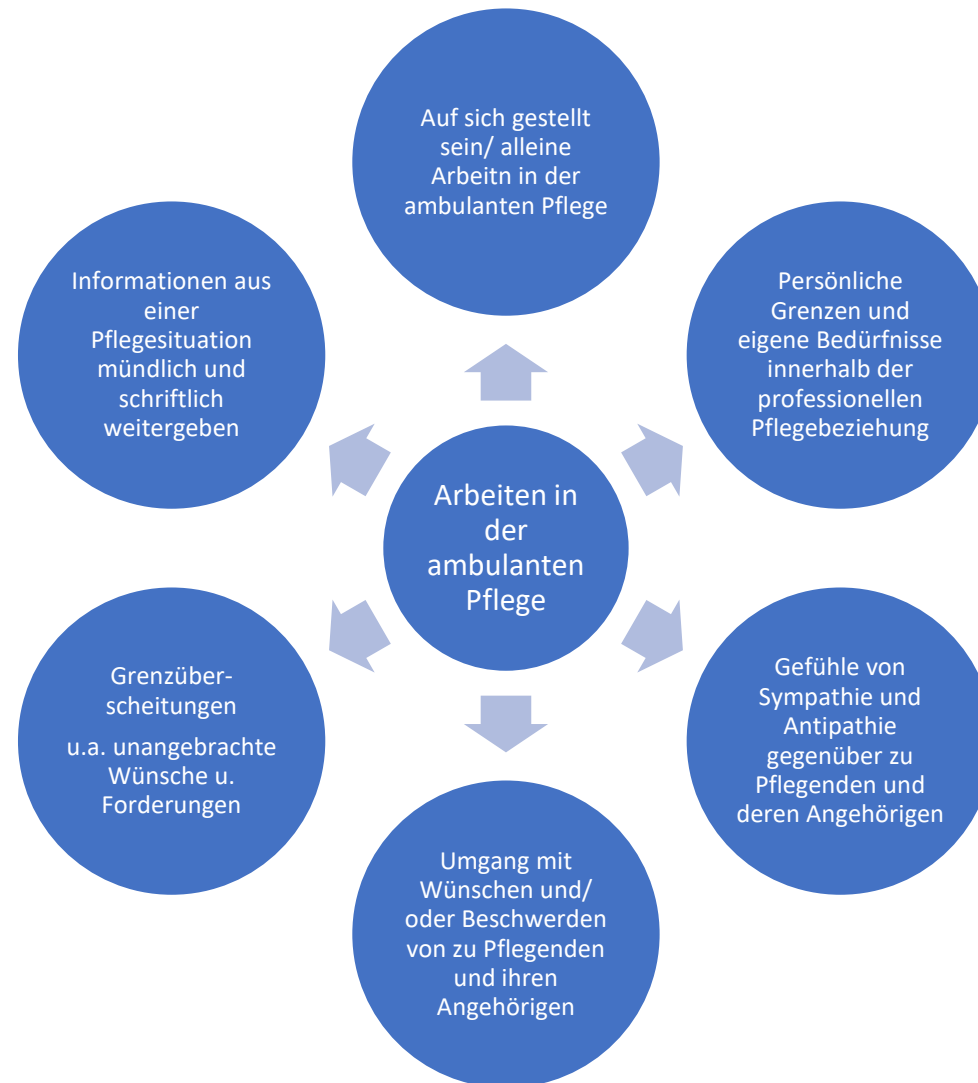 Auf sich gestellt
sein/ alleine
Arbeitn in der
ambulanten Pflege
Persönliche
Grenzen und
eigene Bedürfnisse
innerhalb der
professionellen
Pflegebeziehung
Gefühle von
Sympathie und
Antipathie
gegenüber zu
Pflegenden und
deren Angehörigen
Umgang mit
Wünschen und/
oder Beschwerden
von zu Pflegenden
und ihren
Angehörigen
Grenzüber-
scheitungen
u.a. unangebrachte
Wünsche u.
Forderungen
Informationen aus
einer
Pflegesituation
mündlich und
schriftlich
weitergeben
Arbeiten in
der
ambulanten
Pflege